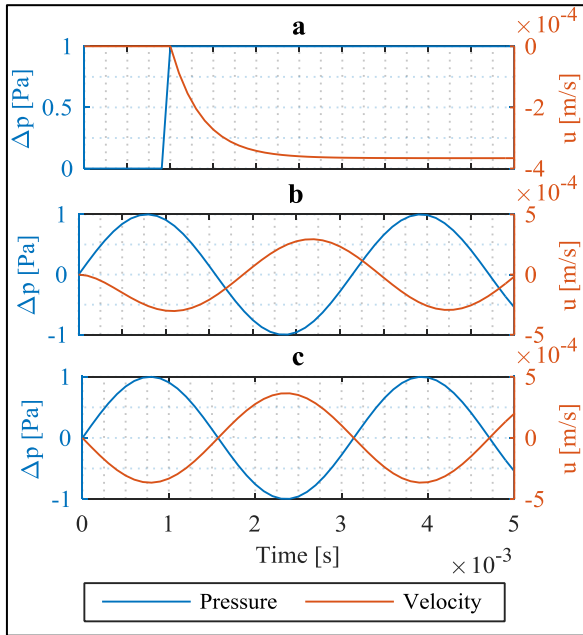 a
×10⁻⁴
Δp [Pa]
1
0.5
0
0
-2
-4
u [m/s]
b
×10⁻⁴
Δp [Pa]
1
0
-1
5
0
-5
u [m/s]
c
×10⁻⁴
Δp [Pa]
1
0
-1
5
0
-5
u [m/s]
0 1 2 3 4 5
Time [s]
×10⁻³
Pressure Velocity